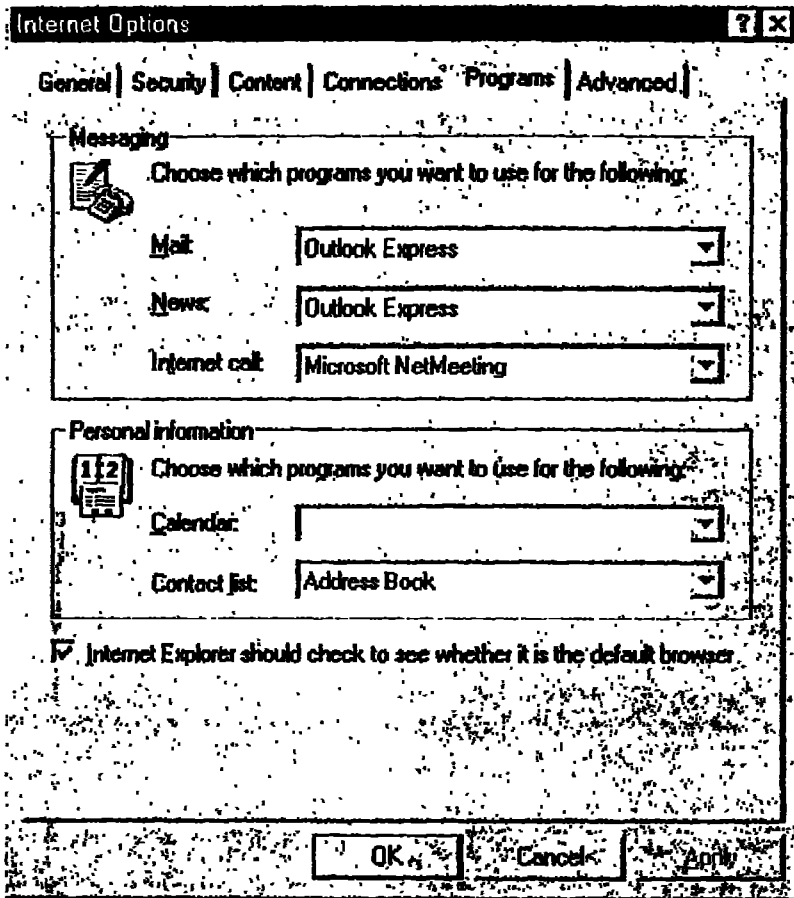 Internet Options
General Security Content Connections Programs Advanced
Messaging
Choose which programs you want to use for the following:
Mail: Outlook Express
News: Outlook Express
Internet call: Microsoft NetMeeting
Personal information
12
Choose which programs you want to use for the following:
Calendar:
Contact list: Address Book
Internet Explorer should check to see whether it is the default browser
OK Cancel Apply